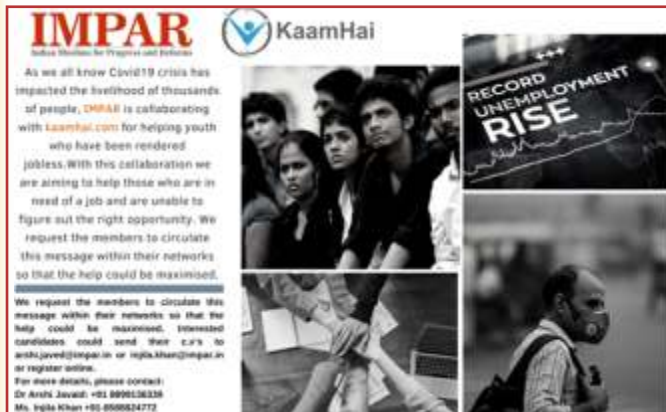 IMPAR
Indian Muslims for Progress and Reforms
KaamHai
As we all know Covid19 crisis has
impacted the livelihood of thousands
of people, IMPAR is collaborating
with kaamhai.com for helping youth
who have been rendered
jobless.With this collaboration we
are aiming to help those who are in
need of a job and are unable to
figure out the right opportunity. We
request the members to circulate
this message within their networks
so that the help could be maximised.
We request the members to circulate this
message within their networks so that the
help could be maximised. Interested
candidates could send their c.v's to
arshi.javed@impar.in or injila.khan@impar.in
or register online.
For more details, please contact:
Dr Arshi Javaid: +91
Ms. Injila Khan +91
RECORD
UNEMPLOYMENT
RISE